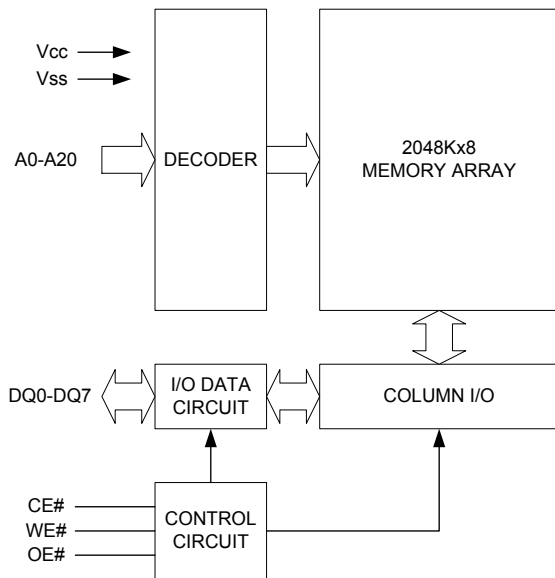 Vcc
Vss
A0-A20
DECODER
2048Kx8
MEMORY ARRAY
DQ0-DQ7
I/O DATA
CIRCUIT
COLUMN I/O
CE#
WE#
OE#
CONTROL
CIRCUIT